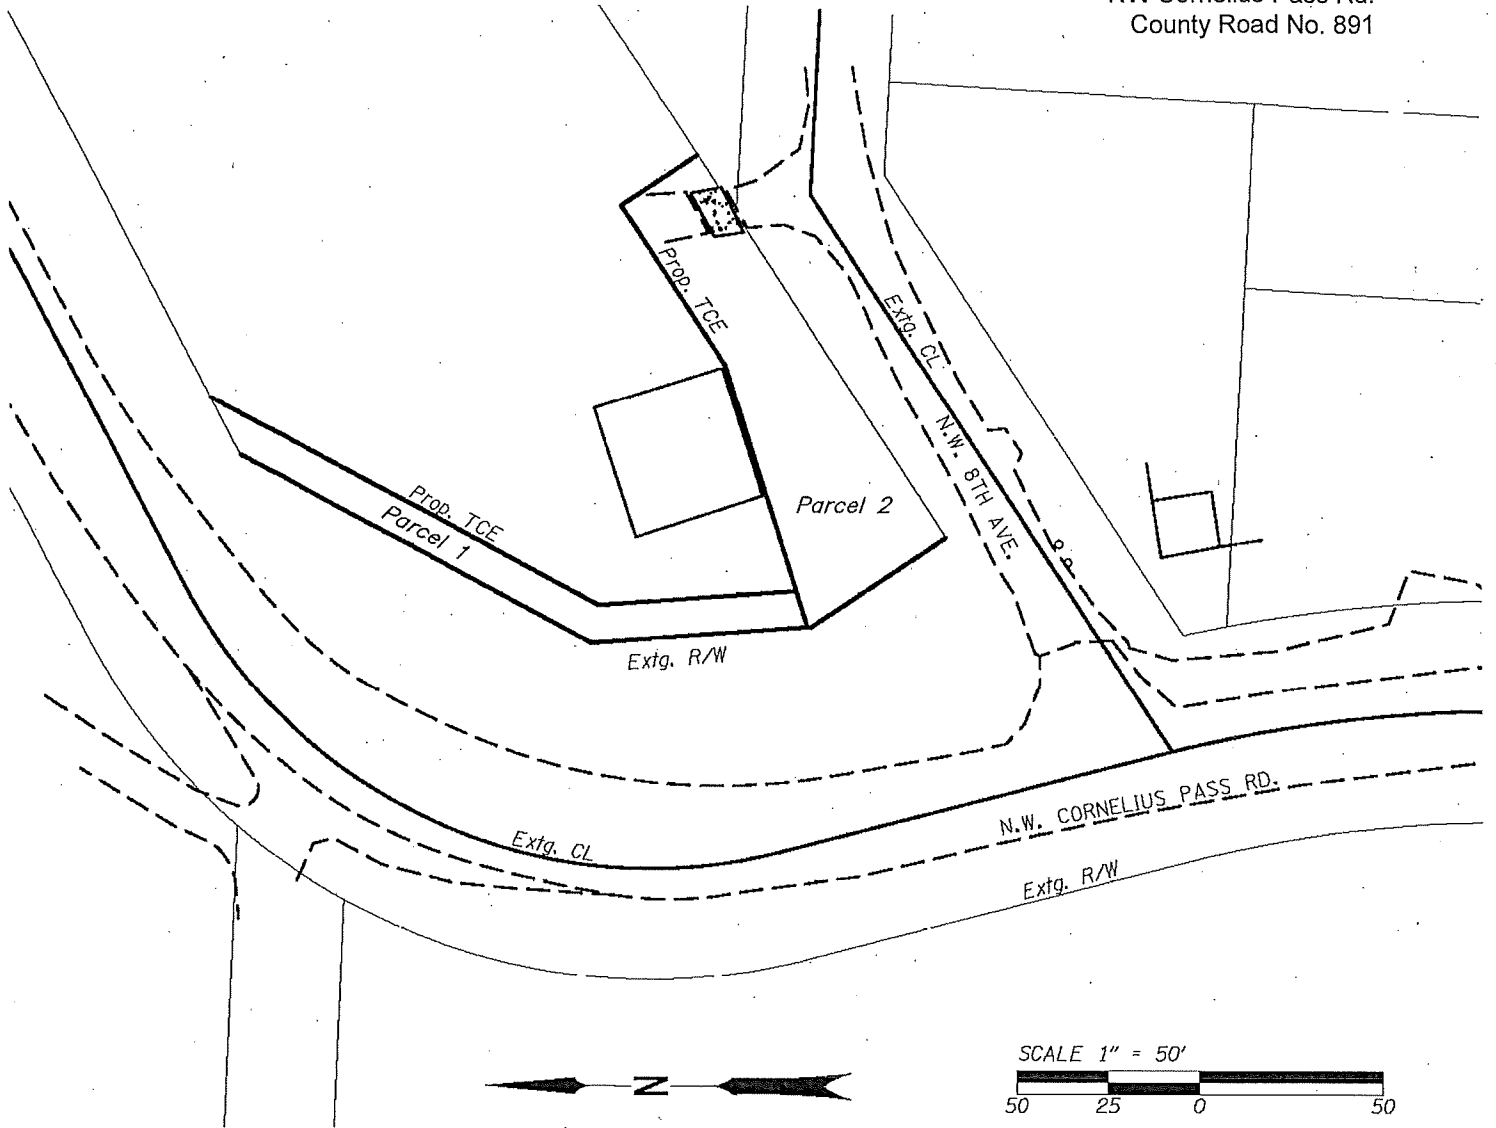 County Road No. 891
Prop. TCE
Extg. CL
N.W. 8TH AVE.
Prop. TCE
Parcel 1
Parcel 2
Extg. R/W
Extg. CL
N.W. CORNELIUS PASS RD.
Extg. R/W
N
SCALE 1" = 50'
50 25 0 50